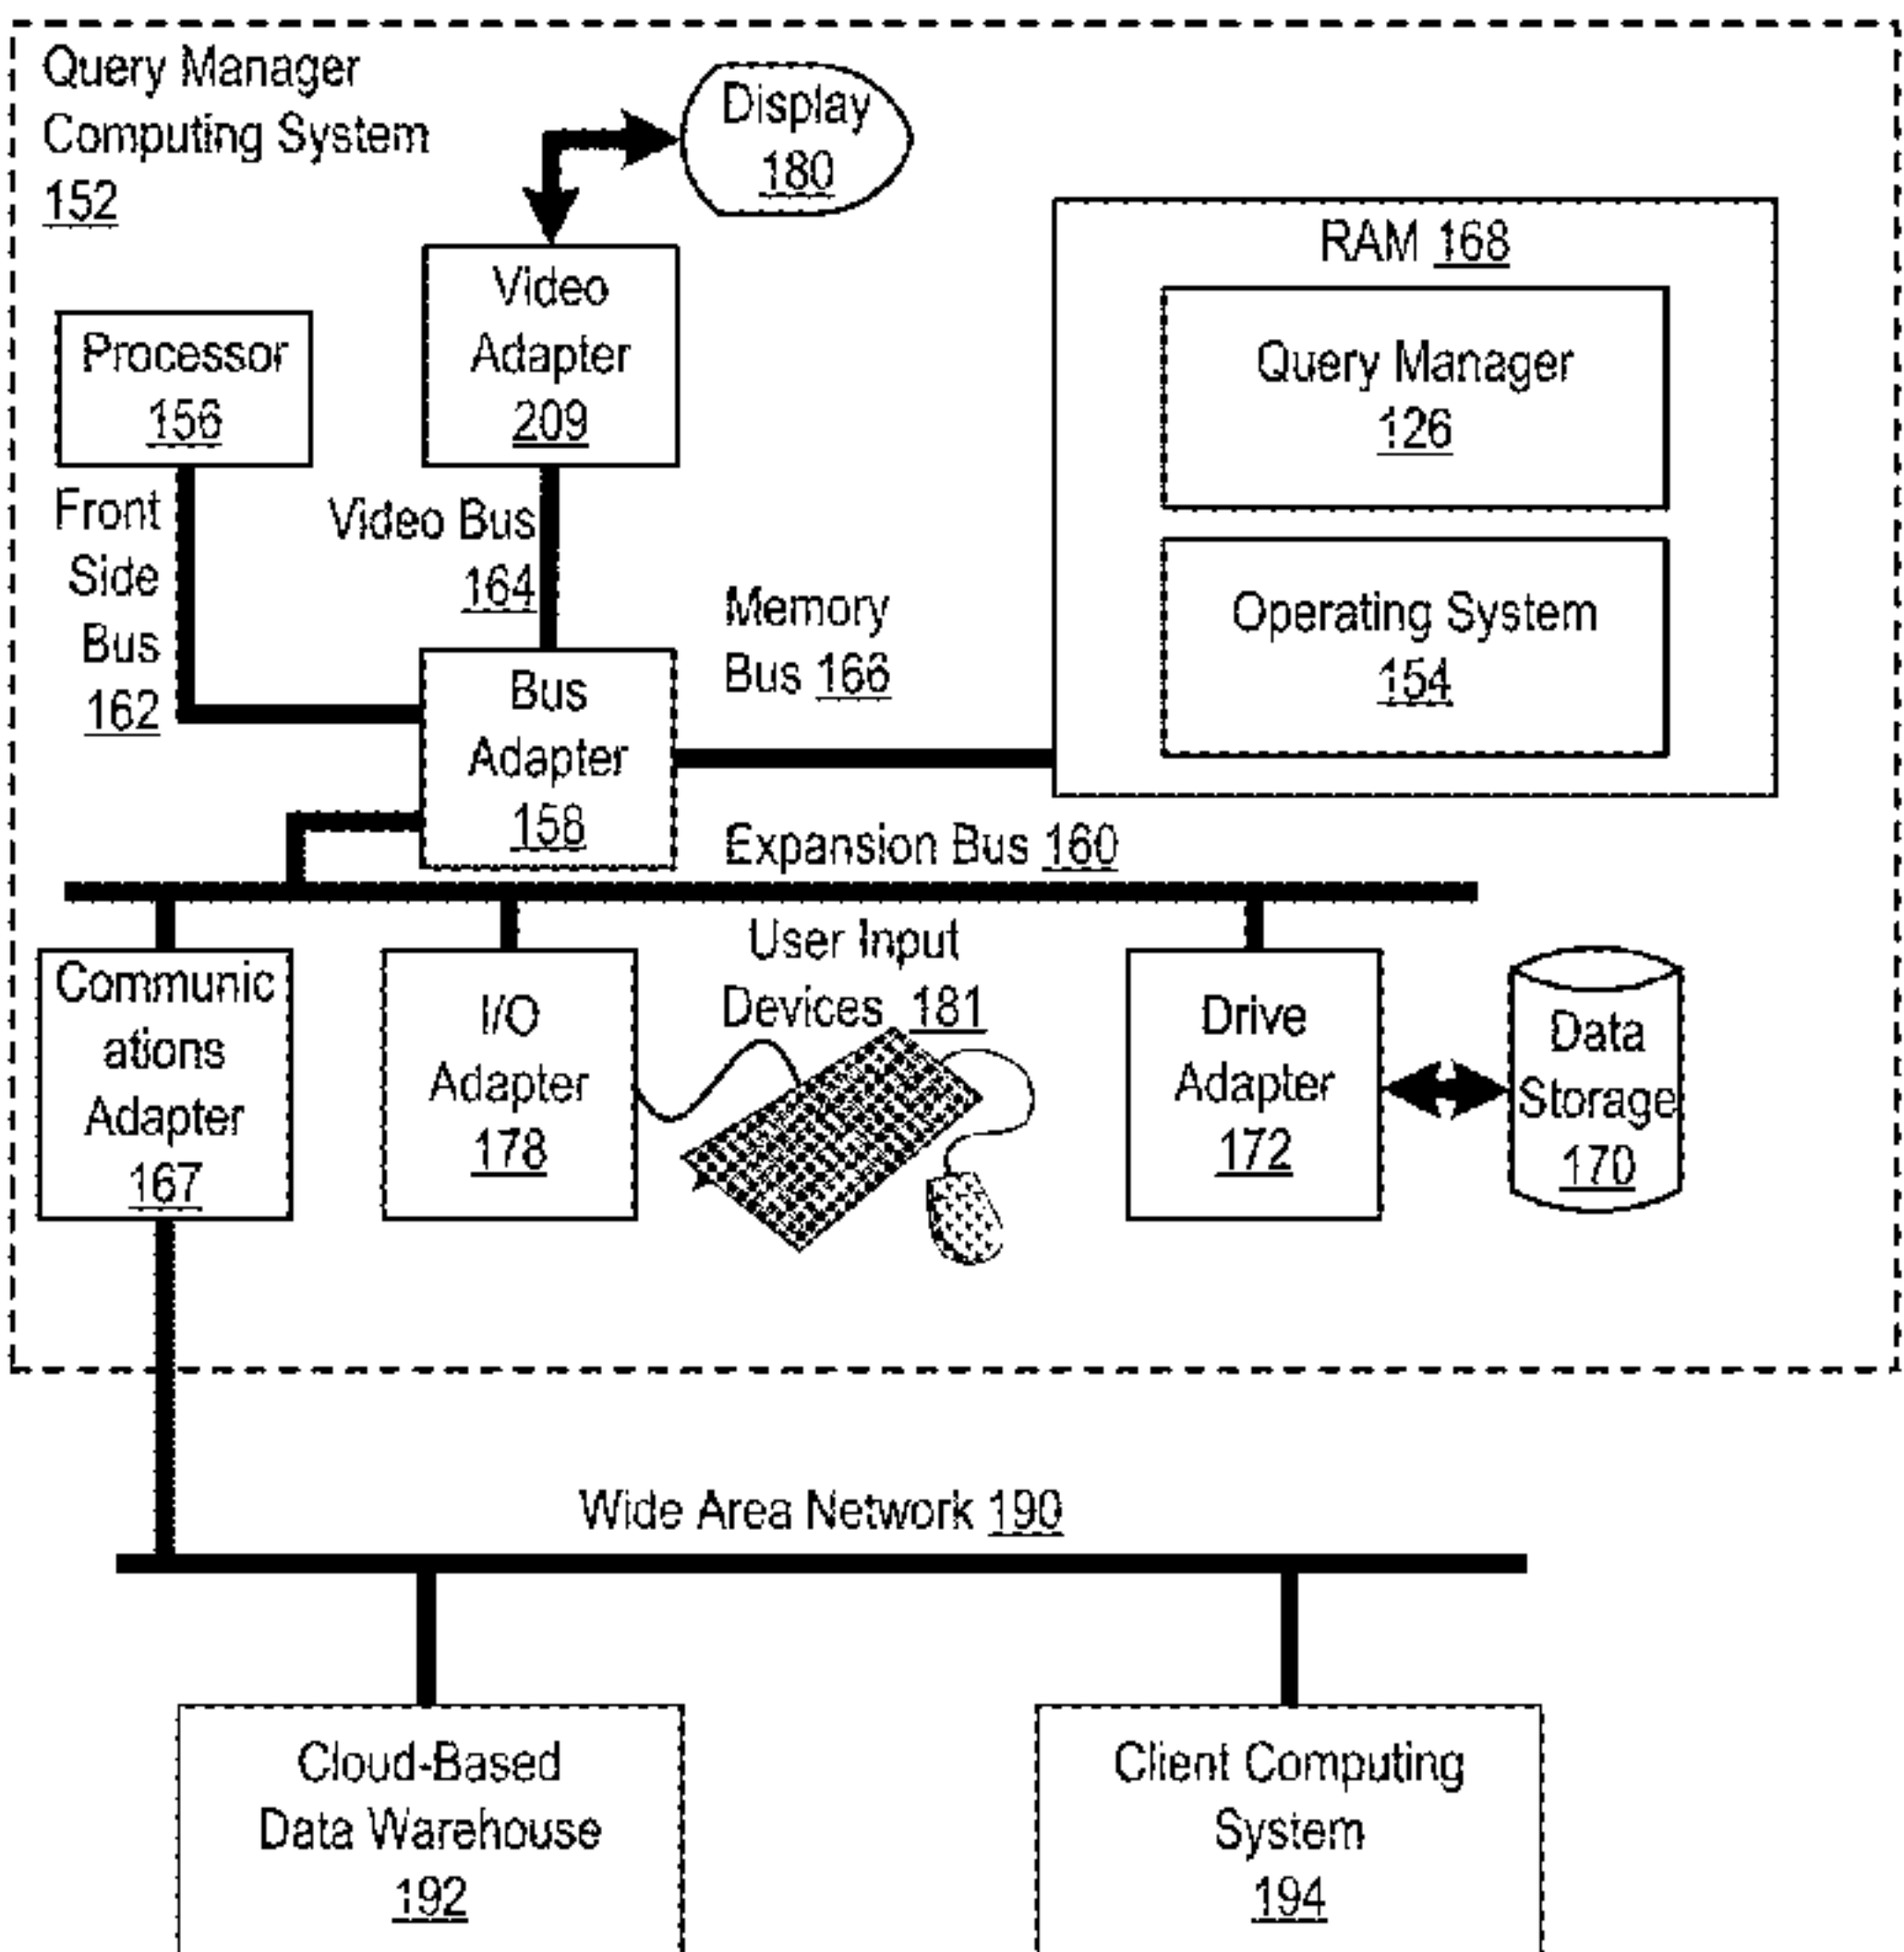 Query Manager
Computing System
152
Display
180
Video
Adapter
209
RAM 168
Processor
156
Query Manager
126
Front
Side
Bus
162
Video Bus
164
Memory
Bus 166
Operating System
154
Bus
Adapter
158
Expansion Bus 160
Communic
ations
Adapter
167
I/O
Adapter
178
User Input
Devices 181
Drive
Adapter
172
Data
Storage
170
Wide Area Network 190
Cloud-Based
Data Warehouse
192
Client Computing
System
194